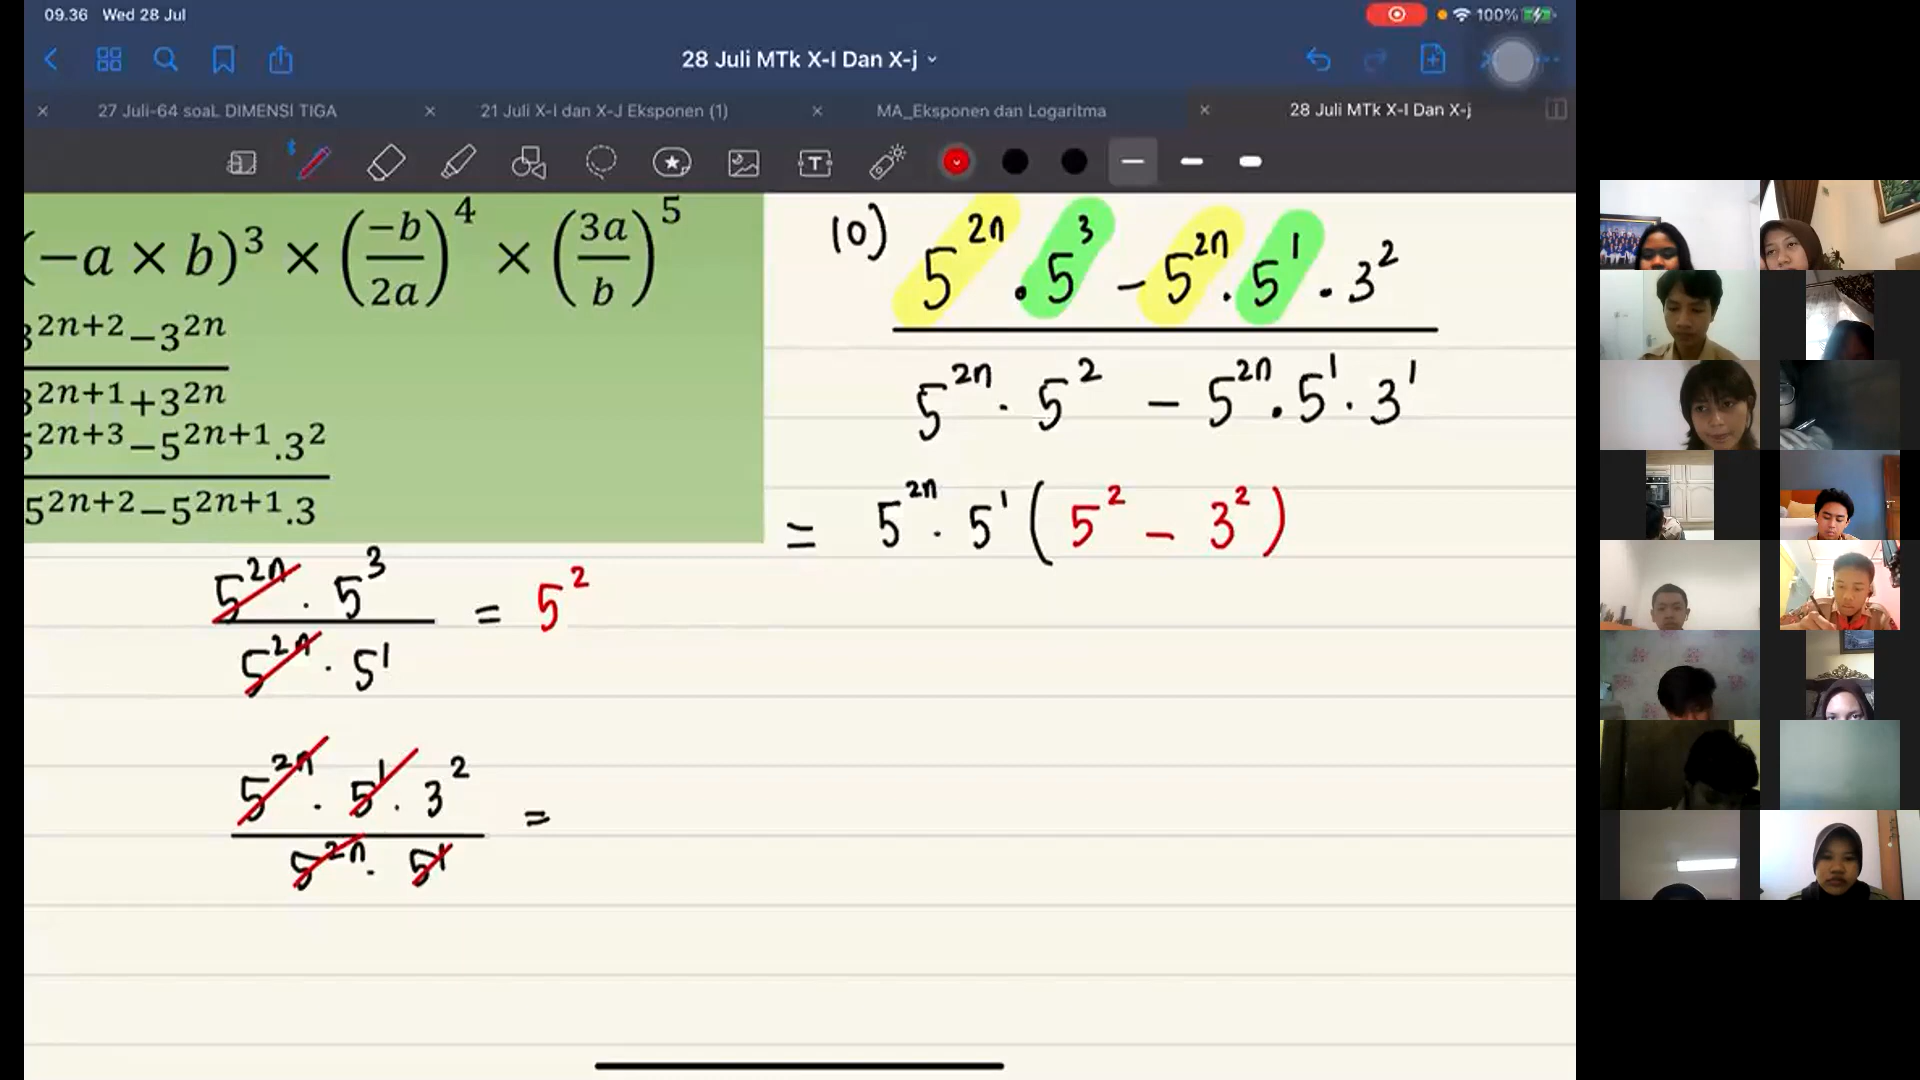 09.36 Wed 28 Jul
100%
28 Juli MTk X-I Dan X-j
27 Juli-64 soaL DIMENSI TIGA
21 Juli X-I dan X-J Eksponen (1)
MA_Eksponen dan Logaritma
28 Juli MTk X-I Dan X-j
(−a × b)³ × (−b/2a)⁴ × (3a/b)⁵
3²ⁿ⁺² − 3²ⁿ
3²ⁿ⁺¹ + 3²ⁿ
5²ⁿ⁺³ − 5²ⁿ⁺¹ .3²
5²ⁿ⁺² − 5²ⁿ⁺¹ .3
10) 5²ⁿ . 5³ − 5²ⁿ . 5¹ . 3²
5²ⁿ . 5² − 5²ⁿ . 5¹ . 3¹
= 5²ⁿ . 5¹ ( 5² − 3² )
5²ⁿ . 5³
= 5²
5²ⁿ . 5¹
5²ⁿ . 5¹ . 3²
=
5²ⁿ . 5¹